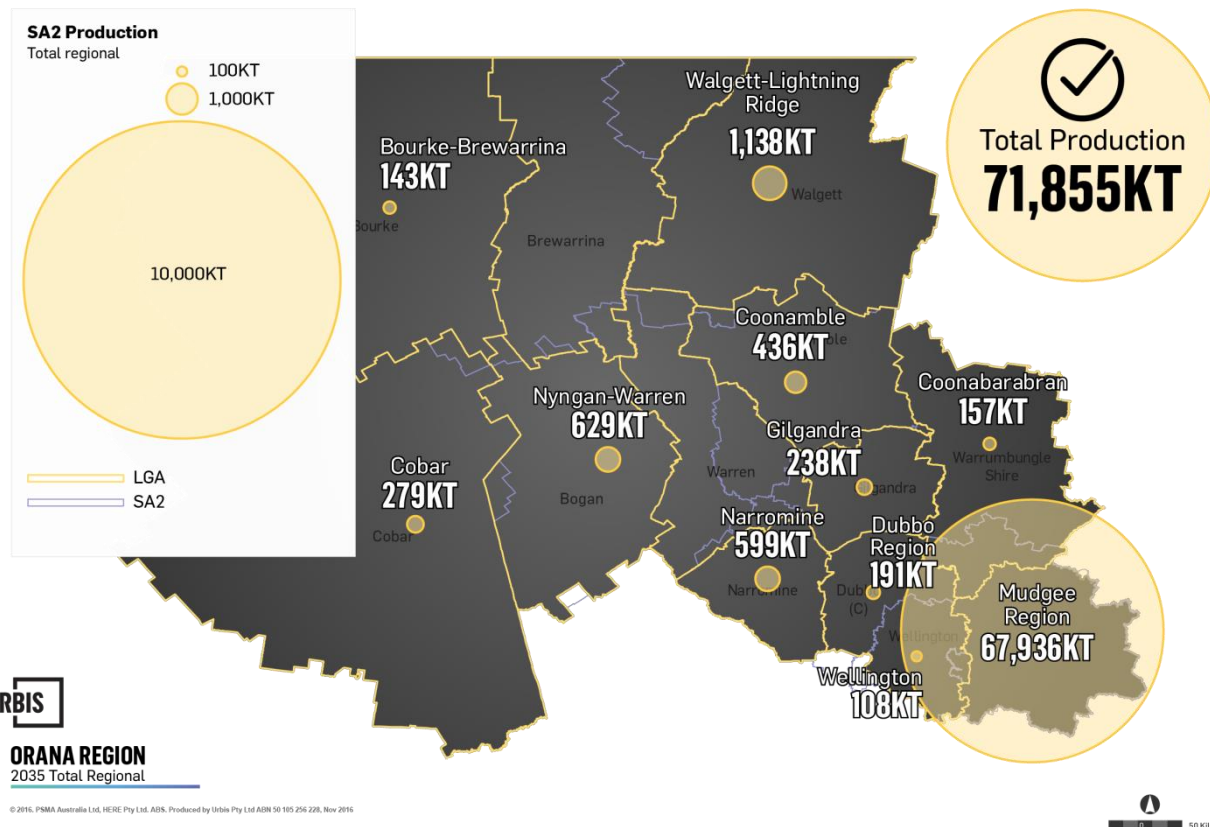 SA2 Production
Total regional
100KT
1,000KT
10,000KT
LGA
SA2
Total Production
71,855KT
Walgett-Lightning
Ridge
1,138KT
Walgett
Bourke-Brewarrina
143KT
Bourke
Brewarrina
Coonamble
436KT
Coonabarabran
157KT
Warrumbungle
Shire
Nyngan-Warren
629KT
Bogan
Gilgandra
238KT
Warren
Cobar
279KT
Cobar
Narromine
599KT
Narromine
Dubbo
Region
191KT
Dubbo
(C)
Mudgee
Region
67,936KT
Wellington
Wellington
108KT
RBIS
ORANA REGION
2035 Total Regional
© 2016. PSMA Australia Ltd, HERE Pty Ltd. ABS. Produced by Urbis Pty Ltd ABN 50 105 256 228, Nov 2016
0
50 Kil